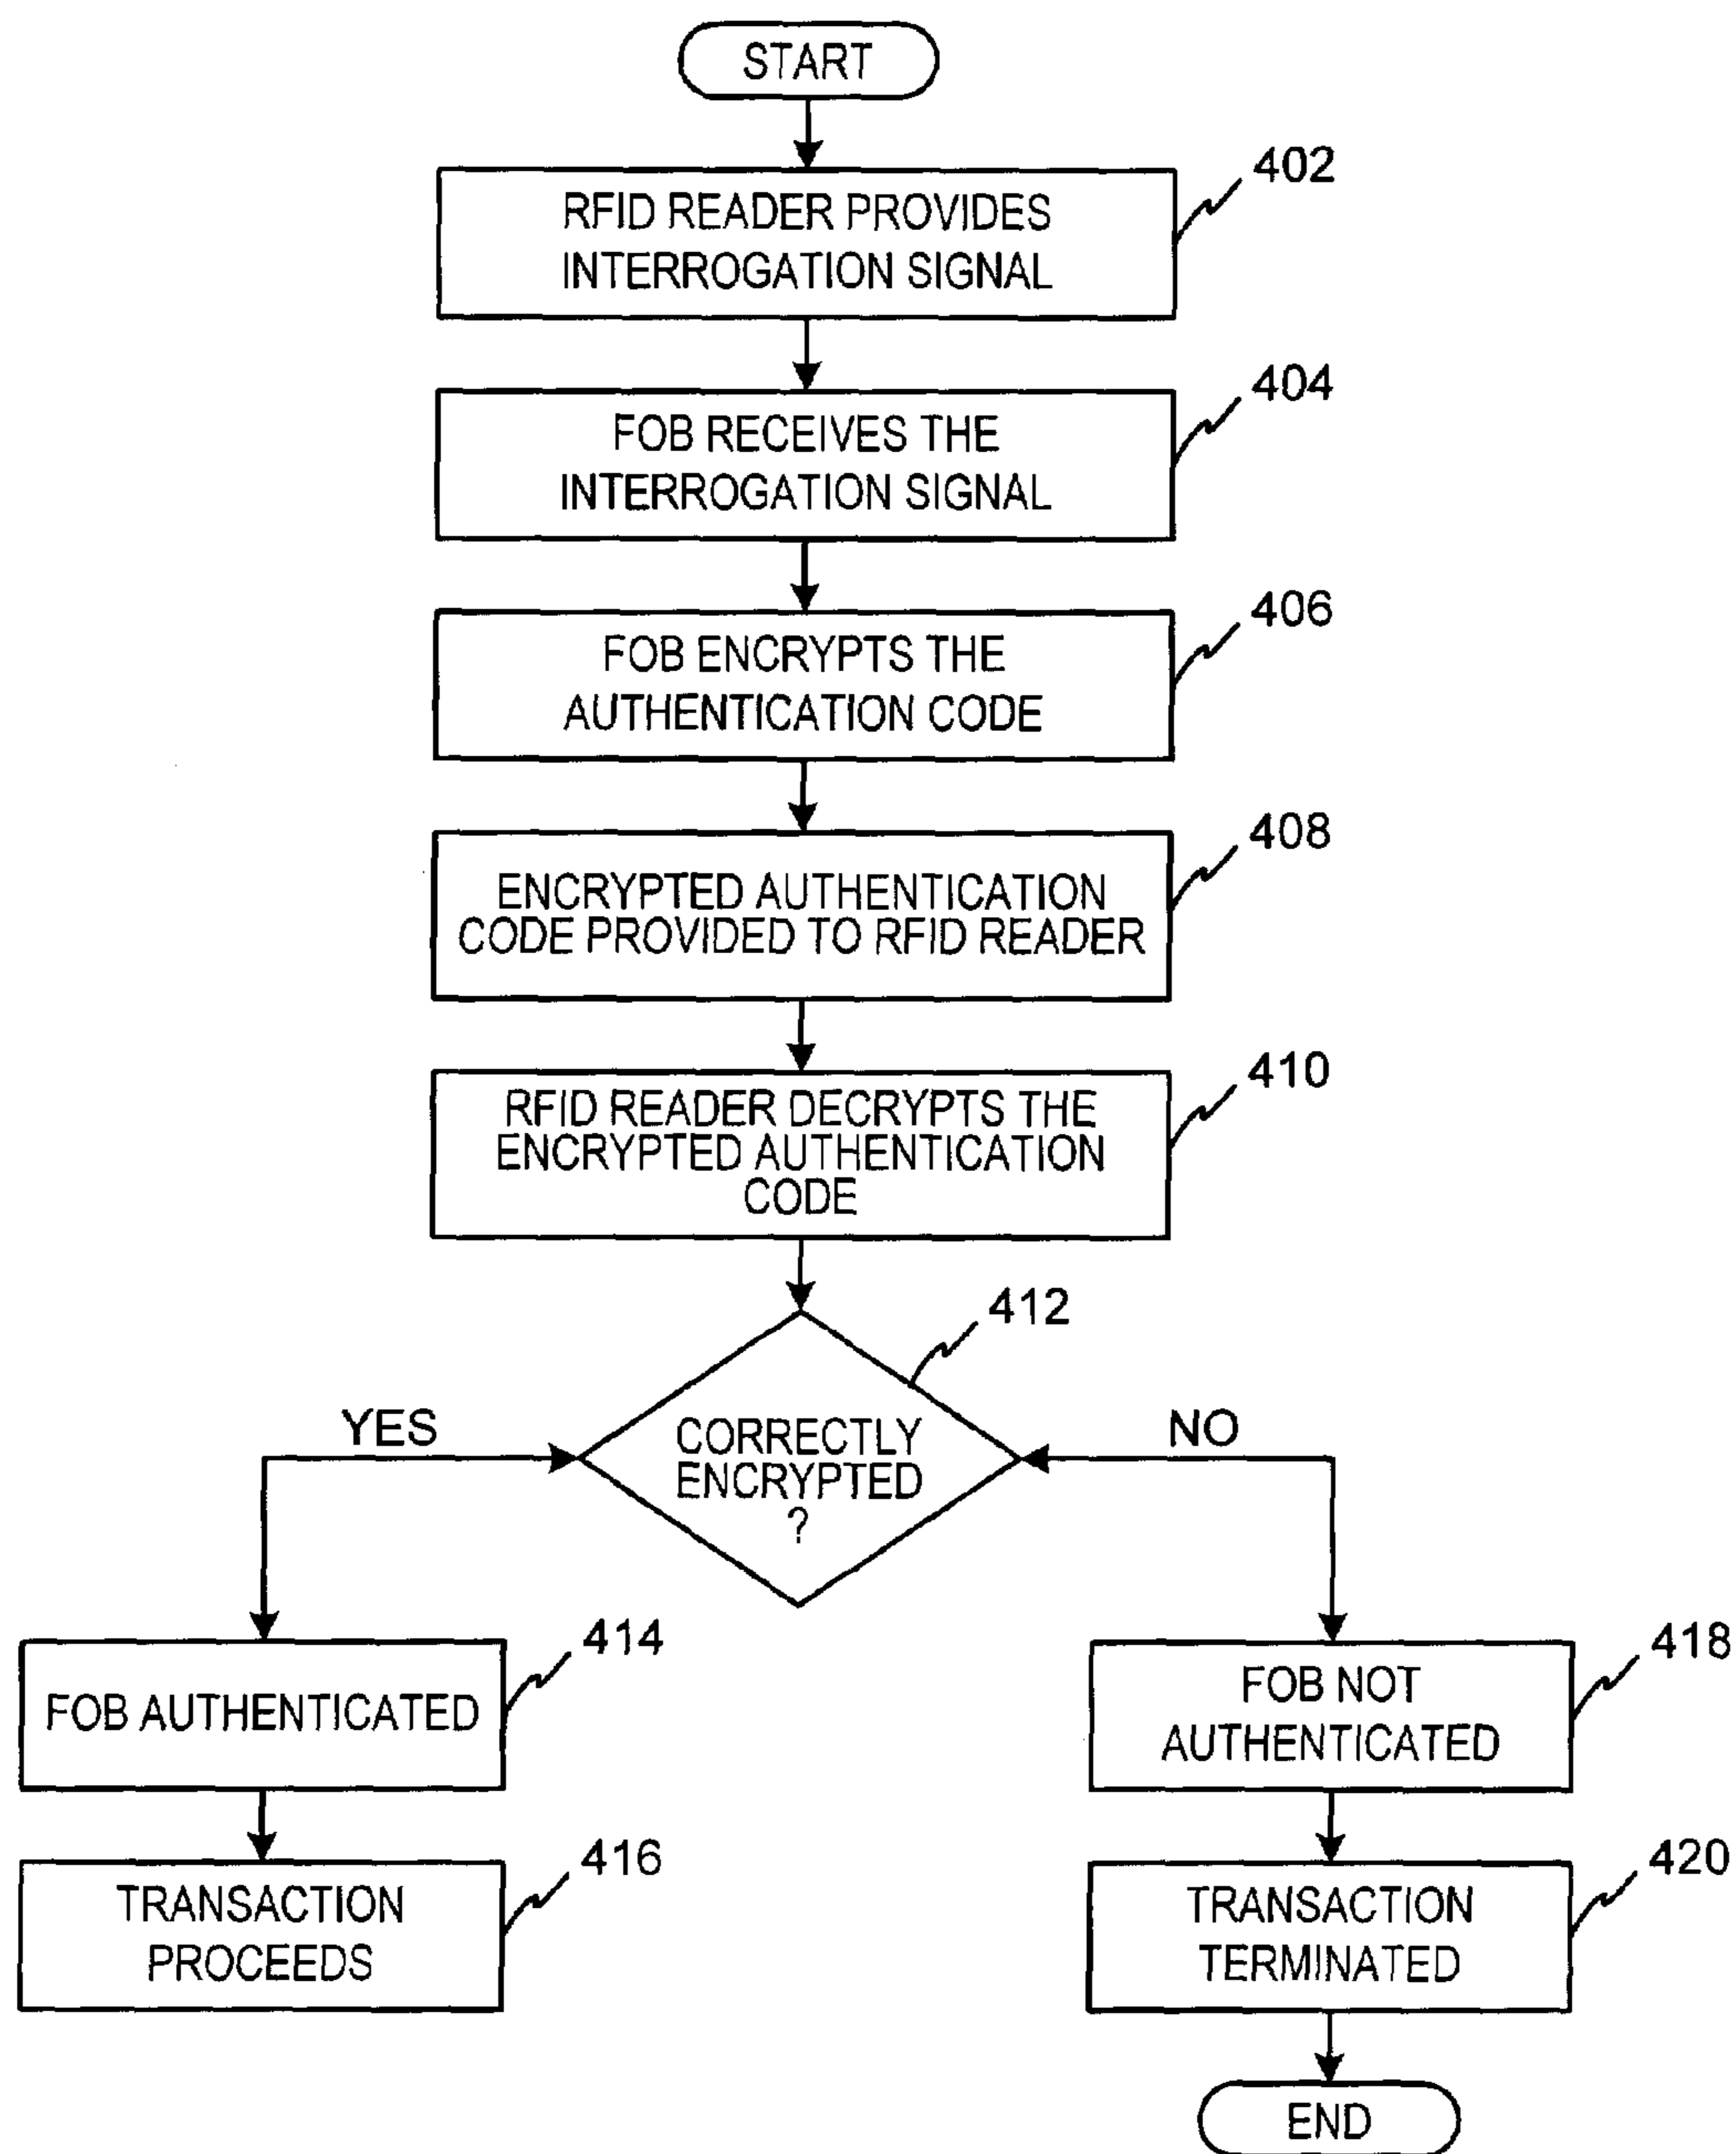 START
402
RFID READER PROVIDES
INTERROGATION SIGNAL
404
FOB RECEIVES THE
INTERROGATION SIGNAL
406
FOB ENCRYPTS THE
AUTHENTICATION CODE
408
ENCRYPTED AUTHENTICATION
CODE PROVIDED TO RFID READER
410
RFID READER DECRYPTS THE
ENCRYPTED AUTHENTICATION
CODE
412
YES
NO
CORRECTLY
ENCRYPTED
?
414
FOB AUTHENTICATED
418
FOB NOT
AUTHENTICATED
416
TRANSACTION
PROCEEDS
420
TRANSACTION
TERMINATED
END